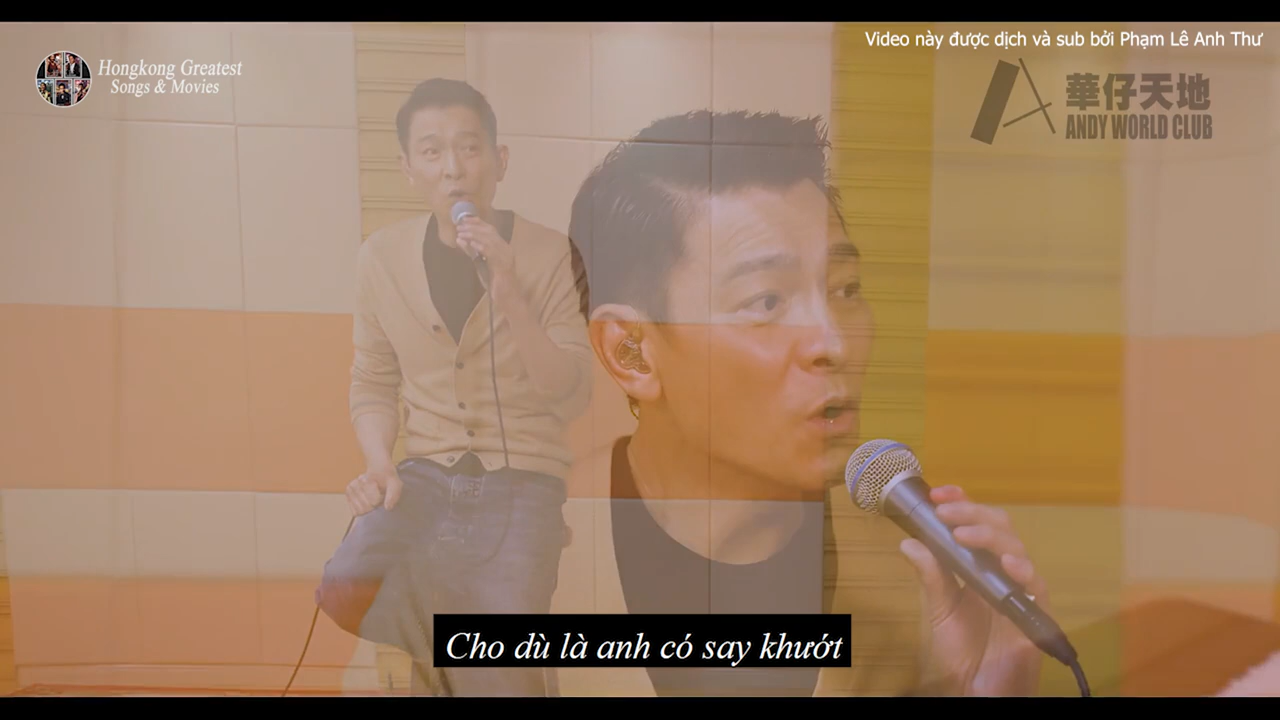 Video này được dịch và sub bởi Phạm Lê Anh Thư
Hongkong Greatest
Songs & Movies
華仔天地
ANDY WORLD CLUB
Cho dù là anh có say khướt